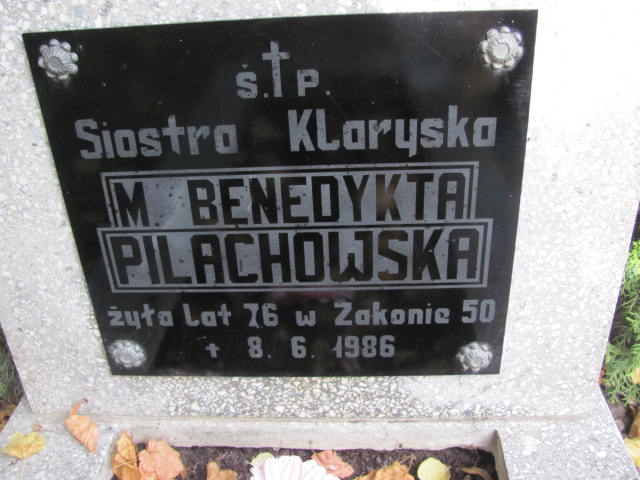 Ś.†P.
Siostra Klaryska
M. BENEDYKTA
PILACHOWSKA
żyła Lat 76 w Zakonie 50
† 8. 6. 1986